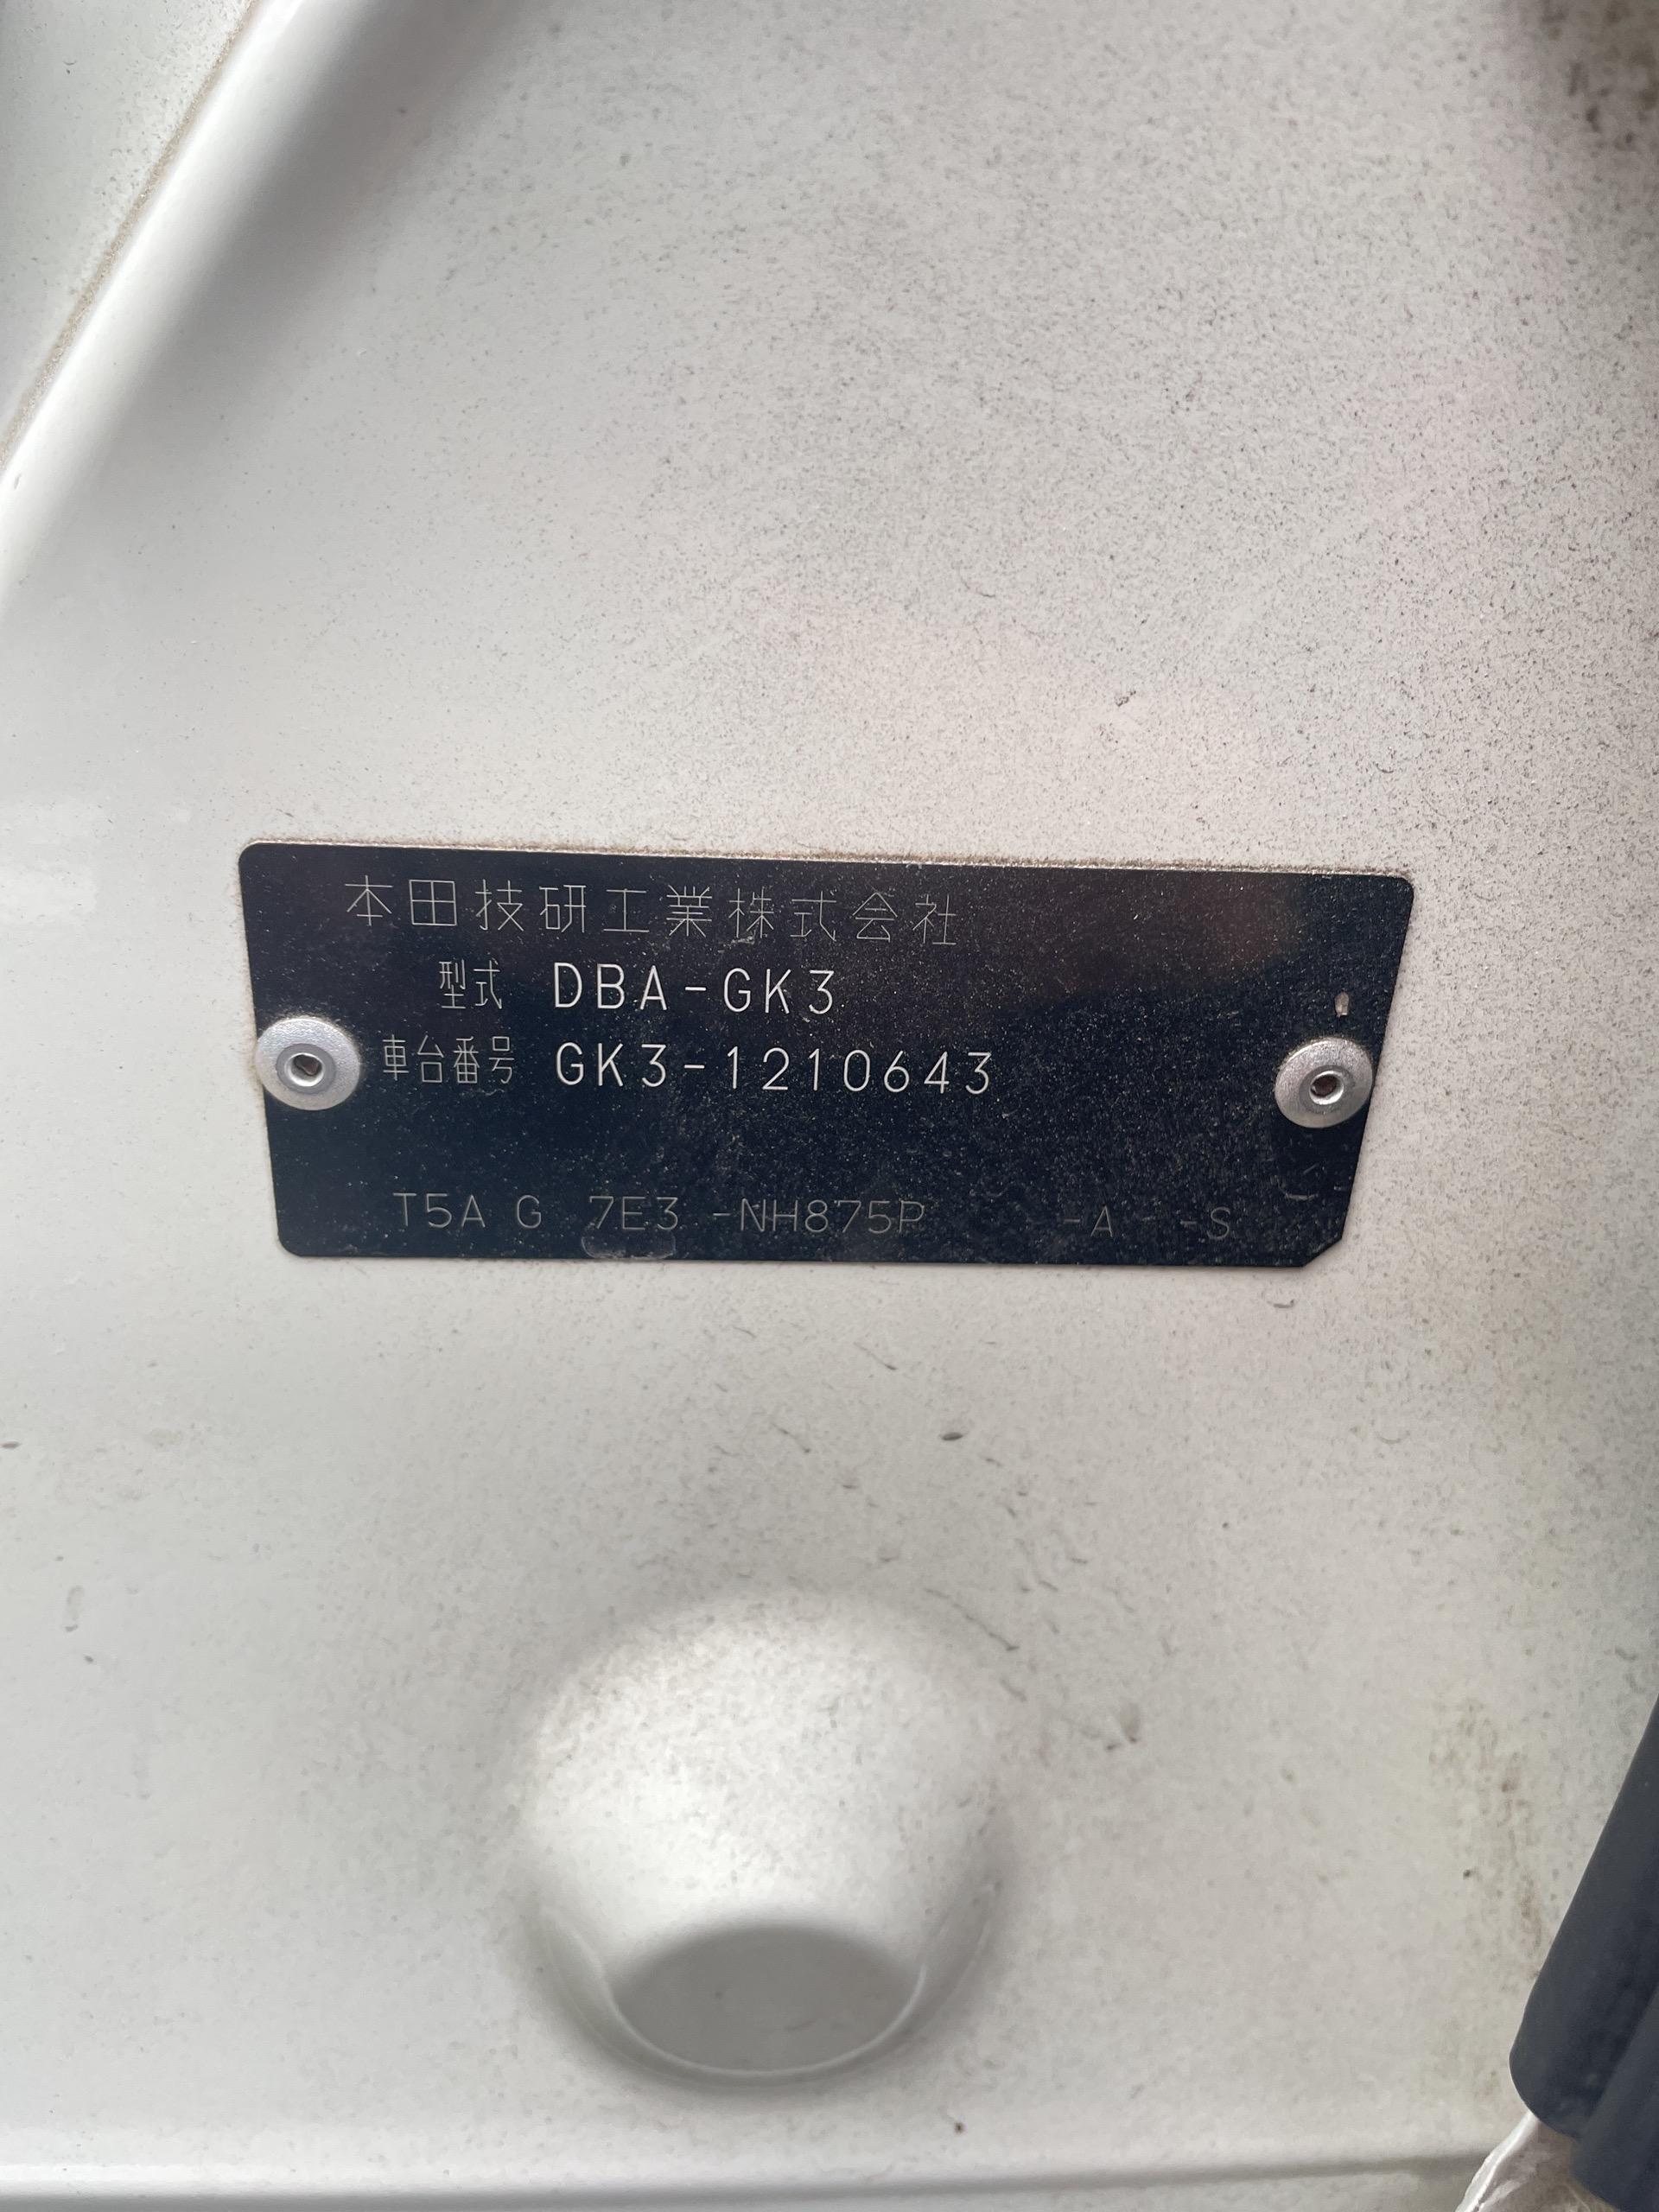 本田技研工業株式会社
型式 DBA-GK3
車台番号 GK3-1210643
T5A G 7E3 -NH875P -A -S